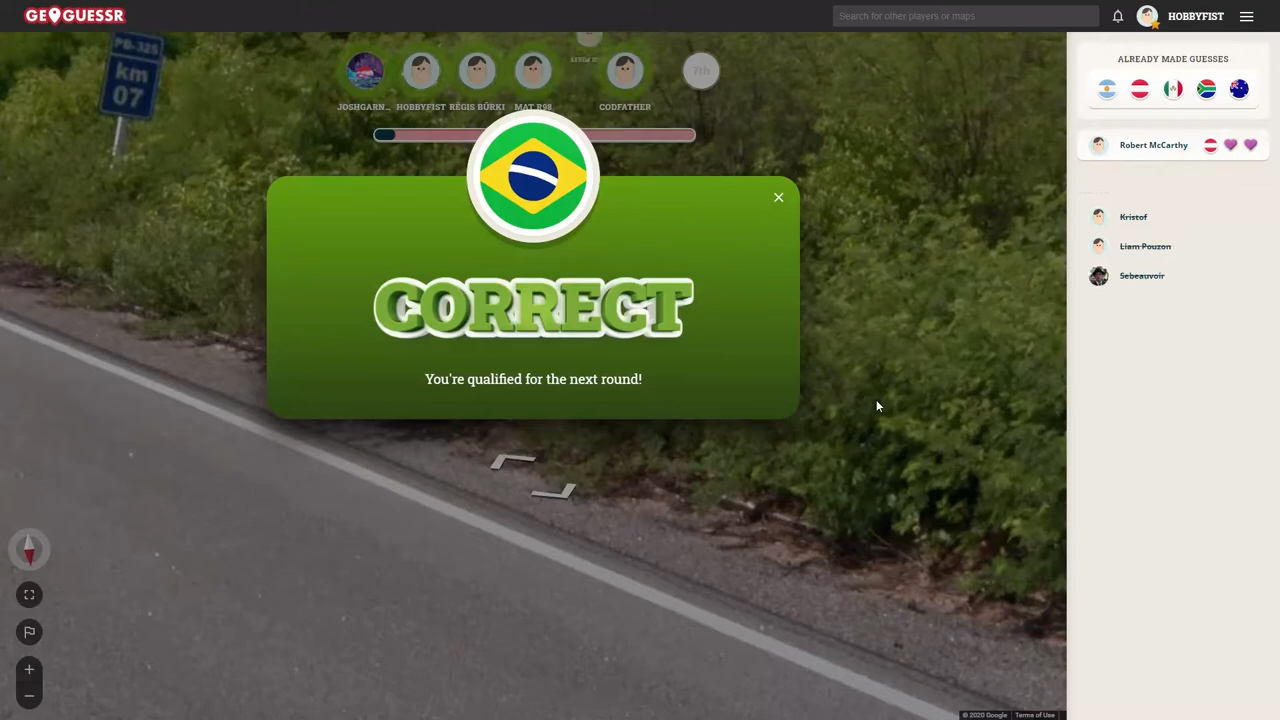 GEOGUESSR
Search for other players or maps
HOBBYFIST
PB-325
km
07
7th
JOSHGARN...
HOBBYFIST
RÉGIS BÜRKI
MAT R98
CODFATHER
CORRECT
You're qualified for the next round!
ALREADY MADE GUESSES
Robert McCarthy
Kristof
Liam Pouzon
Sebeauvoir
© 2020 Google
Terms of Use